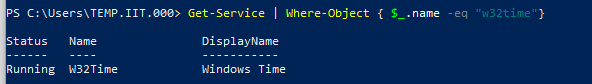 PS C:\Users\TEMP.IIT.000> Get-Service | Where-Object { $_.name -eq "w32time"}
Status   Name               DisplayName
------   ----               -----------
Running  W32Time            Windows Time